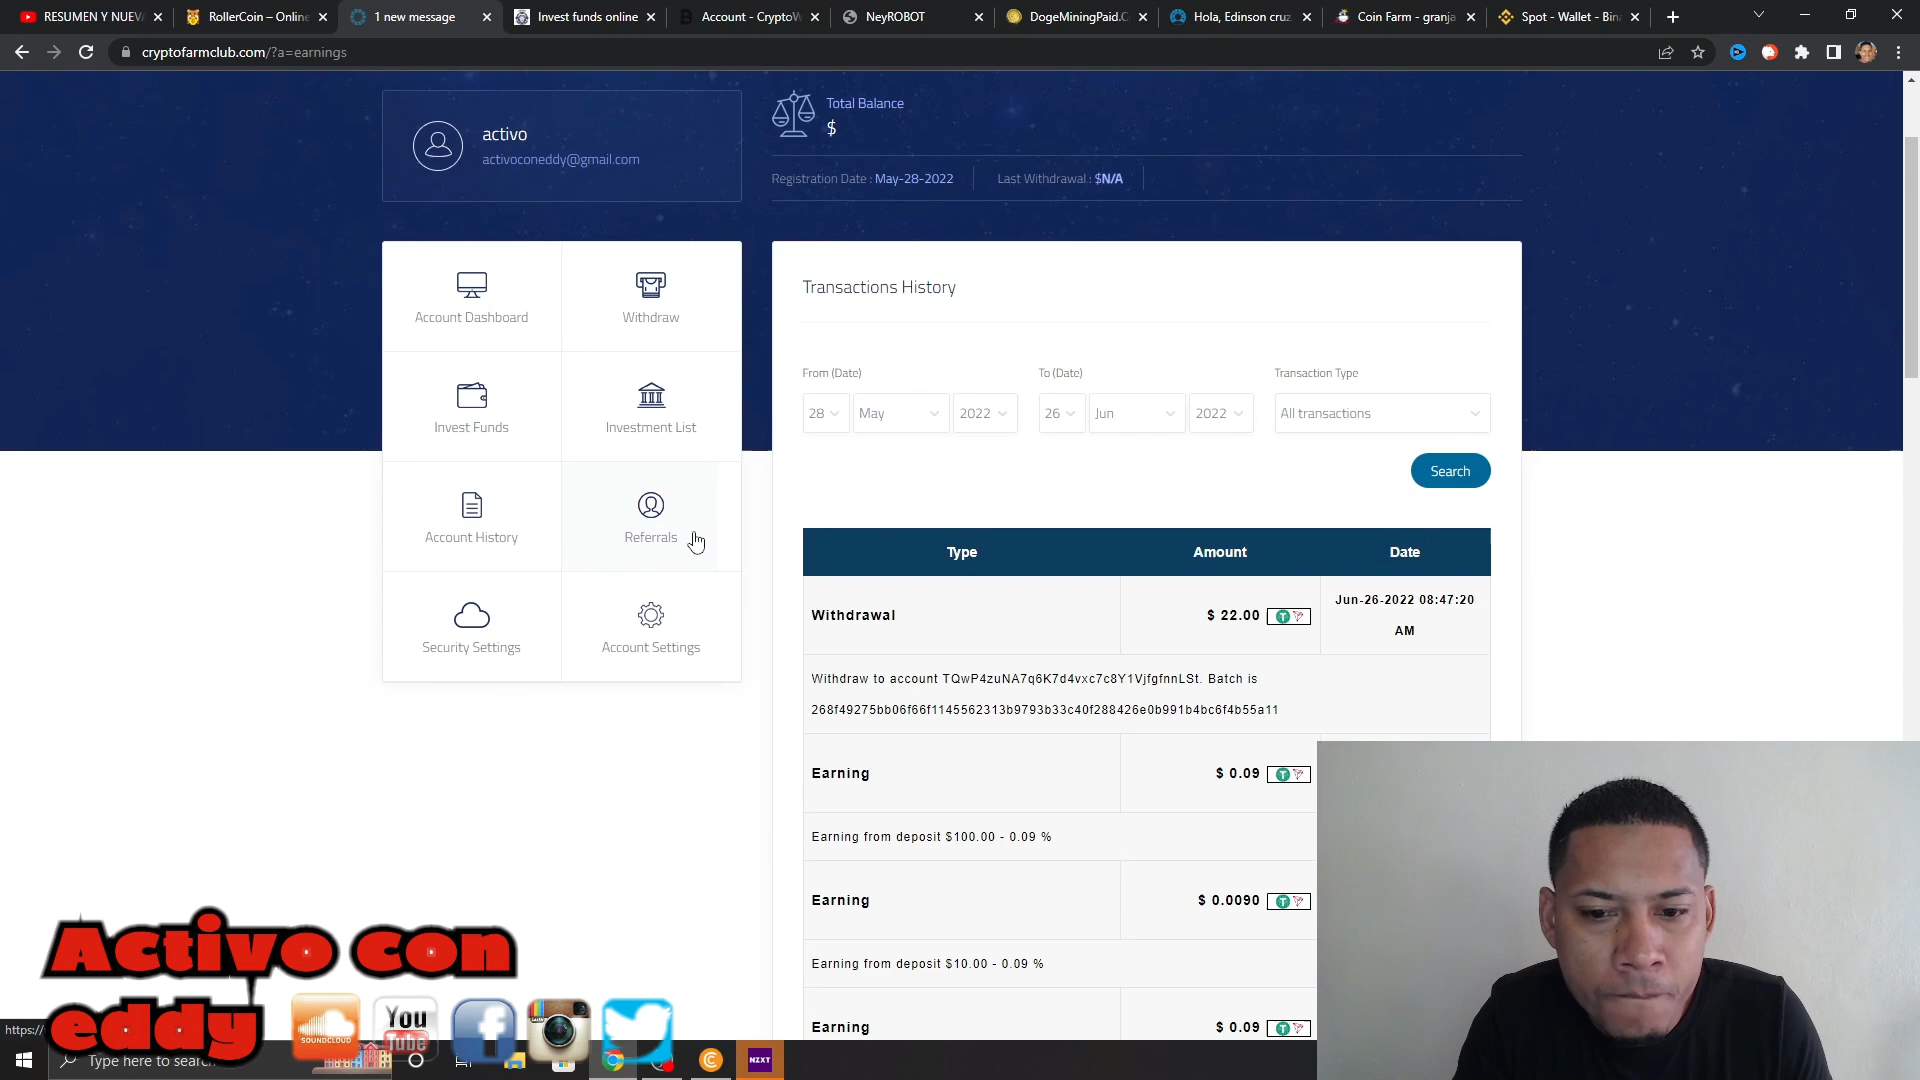 RESUMEN Y NUEVA
RollerCoin – Online
1 new message
Invest funds online
Account - CryptoW
NeyROBOT
DogeMiningPaid.C
Hola, Edinson cruz
Coin Farm - granja
Spot - Wallet - Bin
cryptofarmclub.com/?a=earnings
activo
activoconeddy@gmail.com
Total Balance
$
Registration Date : May-28-2022
Last Withdrawal : $N/A
Account Dashboard
Withdraw
Invest Funds
Investment List
Account History
Referrals
Security Settings
Account Settings
Transactions History
From (Date)
To (Date)
Transaction Type
28 May 2022
26 Jun 2022
All transactions
Search
Type Amount Date
Withdrawal $ 22.00 Jun-26-2022 08:47:20
AM
Withdraw to account TQwP4zuNA7q6K7d4vxc7c8Y1VjfgfnnLSt. Batch is
268f49275bb06f66f1145562313b9793b33c40f288426e0b991b4bc6f4b55a11
Earning $ 0.09
Earning from deposit $100.00 - 0.09 %
Earning $ 0.0090
Earning from deposit $10.00 - 0.09 %
Earning $ 0.09
Activo con
eddy
SOUNDCLOUD
You
Tube
https://
Type here to search
NZXT